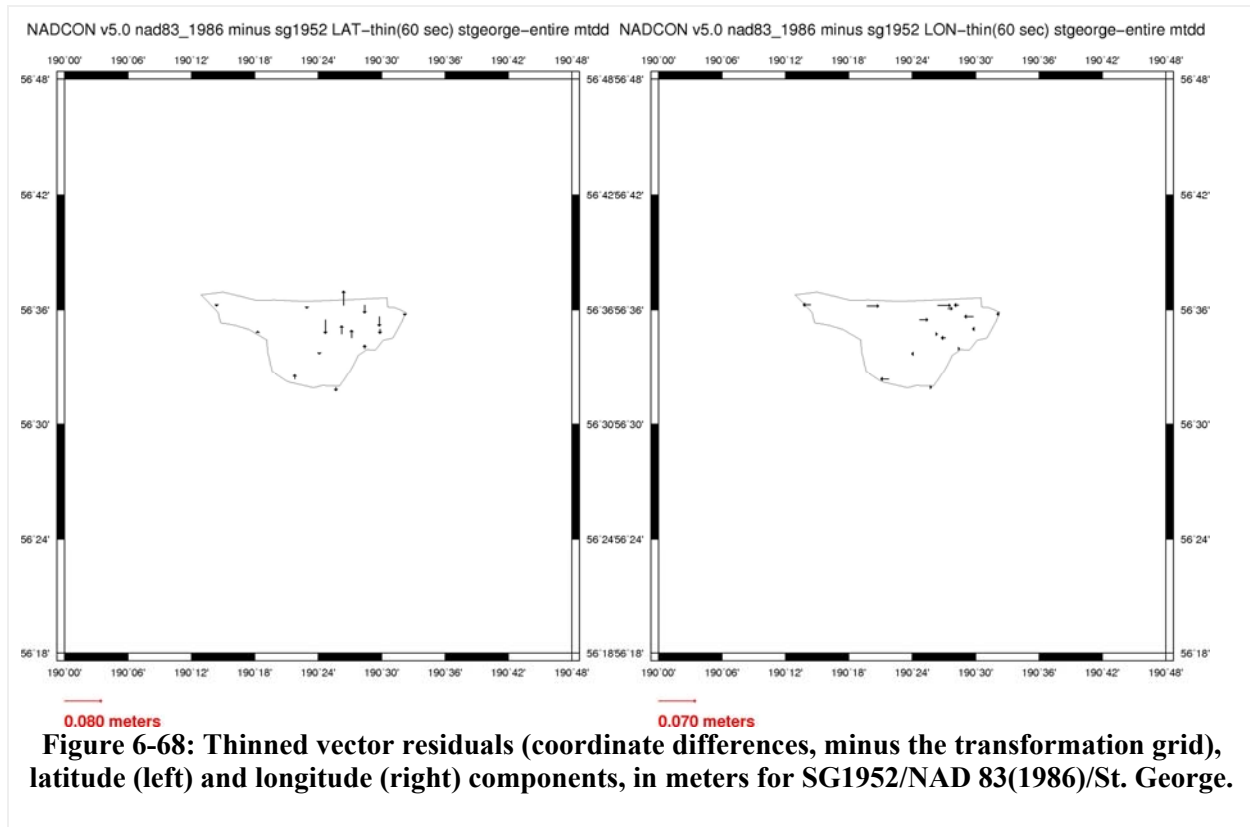 NADCON v5.0 nad83_1986 minus sg1952 LAT−thin(60 sec) stgeorge−entire mtdd
190˚00' 190˚06' 190˚12' 190˚18' 190˚24' 190˚30' 190˚36' 190˚42' 190˚48'
56˚48' 56˚48'
56˚42' 56˚42'
56˚36' 56˚36'
56˚30' 56˚30'
56˚24' 56˚24'
56˚18' 56˚18'
190˚00' 190˚06' 190˚12' 190˚18' 190˚24' 190˚30' 190˚36' 190˚42' 190˚48'
0.080 meters
NADCON v5.0 nad83_1986 minus sg1952 LON−thin(60 sec) stgeorge−entire mtdd
190˚00' 190˚06' 190˚12' 190˚18' 190˚24' 190˚30' 190˚36' 190˚42' 190˚48'
56˚48' 56˚48'
56˚42' 56˚42'
56˚36' 56˚36'
56˚30' 56˚30'
56˚24' 56˚24'
56˚18' 56˚18'
190˚00' 190˚06' 190˚12' 190˚18' 190˚24' 190˚30' 190˚36' 190˚42' 190˚48'
0.070 meters
Figure 6-68: Thinned vector residuals (coordinate differences, minus the transformation grid),
latitude (left) and longitude (right) components, in meters for SG1952/NAD 83(1986)/St. George.